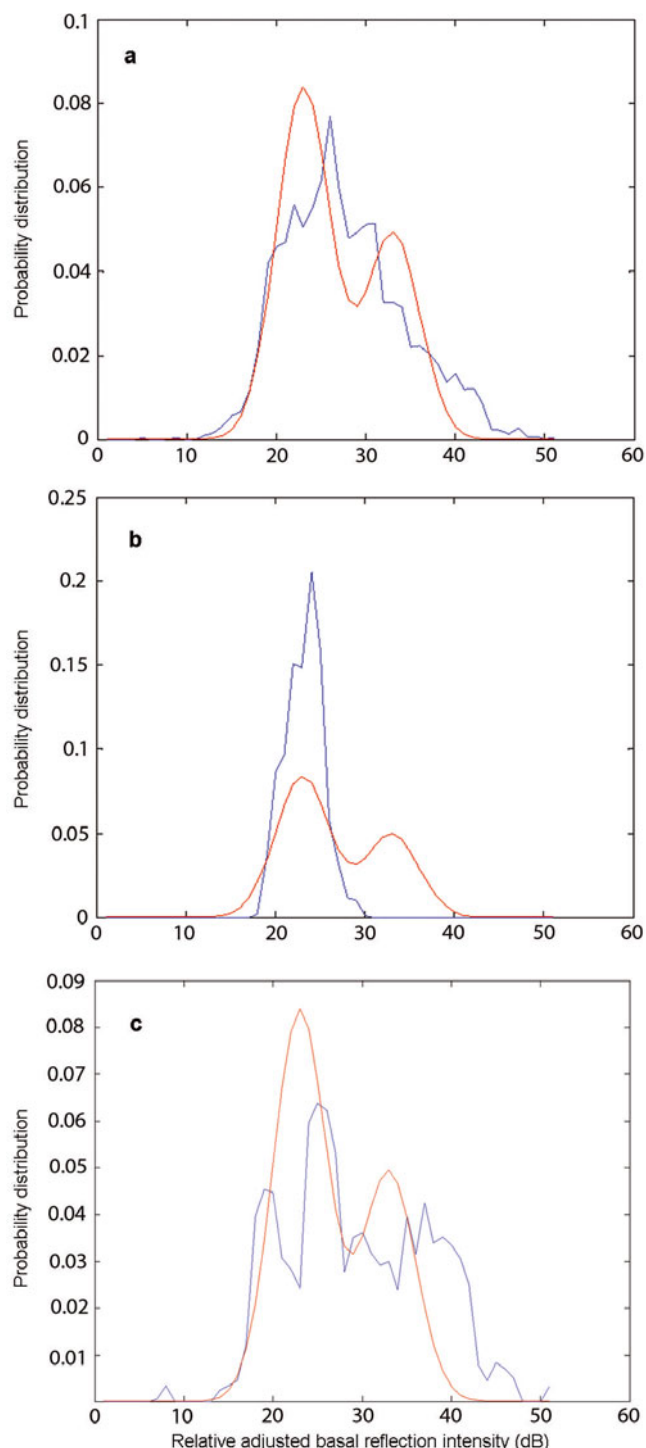 0.1
a
0.08
0.06
0.04
0.02
0
Probability distribution
0 10 20 30 40 50 60
0.25
b
0.2
0.15
0.1
0.05
0
Probability distribution
0 10 20 30 40 50 60
0.09
c
0.08
0.07
0.06
0.05
0.04
0.03
0.02
0.01
Probability distribution
0 10 20 30 40 50 60
Relative adjusted basal reflection intensity (dB)